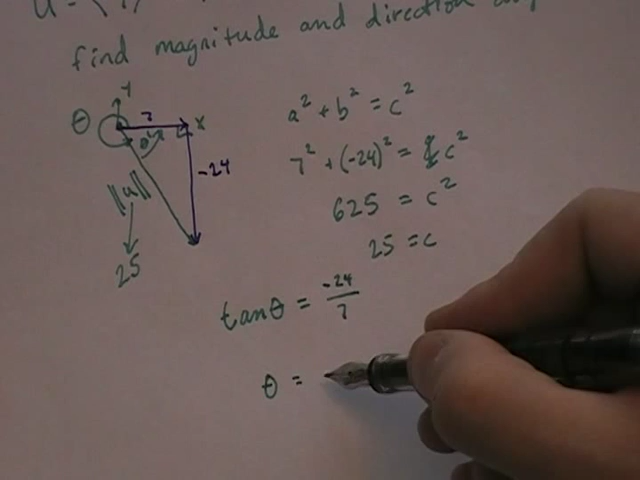 find magnitude and direction
y
θ 7 x
-24
||u||
25
a² + b² = c²
7² + (-24)² = c²
625 = c²
25 = c
tanθ = -24/7
θ =